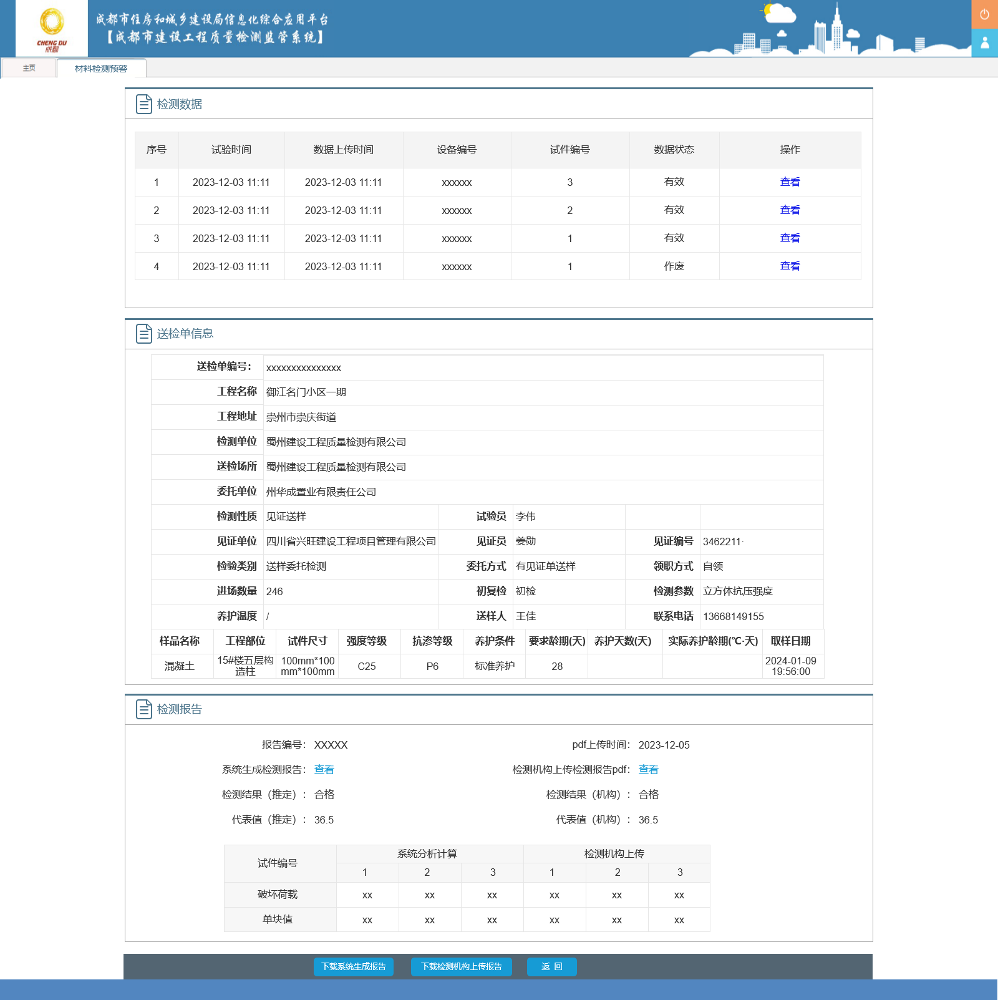 CHENG DU
成都
成都市住房和城乡建设局信息化综合应用平台
【成都市建设工程质量检测监管系统】
主页 材料检测预警
检测数据
序号 试验时间 数据上传时间 设备编号 试件编号 数据状态 操作
1 2023-12-03 11:11 2023-12-03 11:11 xxxxxx 3 有效 查看
2 2023-12-03 11:11 2023-12-03 11:11 xxxxxx 2 有效 查看
3 2023-12-03 11:11 2023-12-03 11:11 xxxxxx 1 有效 查看
4 2023-12-03 11:11 2023-12-03 11:11 xxxxxx 1 作废 查看
送检单信息
送检单编号： xxxxxxxxxxxxxxx
工程名称 御江名门小区一期
工程地址 崇州市崇庆街道
检测单位 蜀州建设工程质量检测有限公司
送检场所 蜀州建设工程质量检测有限公司
委托单位 州华成置业有限责任公司
检测性质 见证送样 试验员 李伟
见证单位 四川省兴旺建设工程项目管理有限公司 见证员 姜勋 见证编号 3462211·
检验类别 送样委托检测 委托方式 有见证单送样 领职方式 自领
进场数量 246 初复检 初检 检测参数 立方体抗压强度
养护温度 / 送样人 王佳 联系电话 13668149155
样品名称 工程部位 试件尺寸 强度等级 抗渗等级 养护条件 要求龄期(天) 养护天数(天) 实际养护龄期(℃·天) 取样日期
混凝土 15#楼五层构造柱 100mm*100mm*100mm C25 P6 标准养护 28 2024-01-09 19:56:00
检测报告
报告编号： XXXXX pdf上传时间： 2023-12-05
系统生成检测报告： 查看 检测机构上传检测报告pdf： 查看
检测结果（推定）： 合格 检测结果（机构）： 合格
代表值（推定）： 36.5 代表值（机构）： 36.5
试件编号 系统分析计算 检测机构上传
1 2 3 1 2 3
破坏荷载 xx xx xx xx xx xx
单块值 xx xx xx xx xx xx
下载系统生成报告 下载检测机构上传报告 返 回